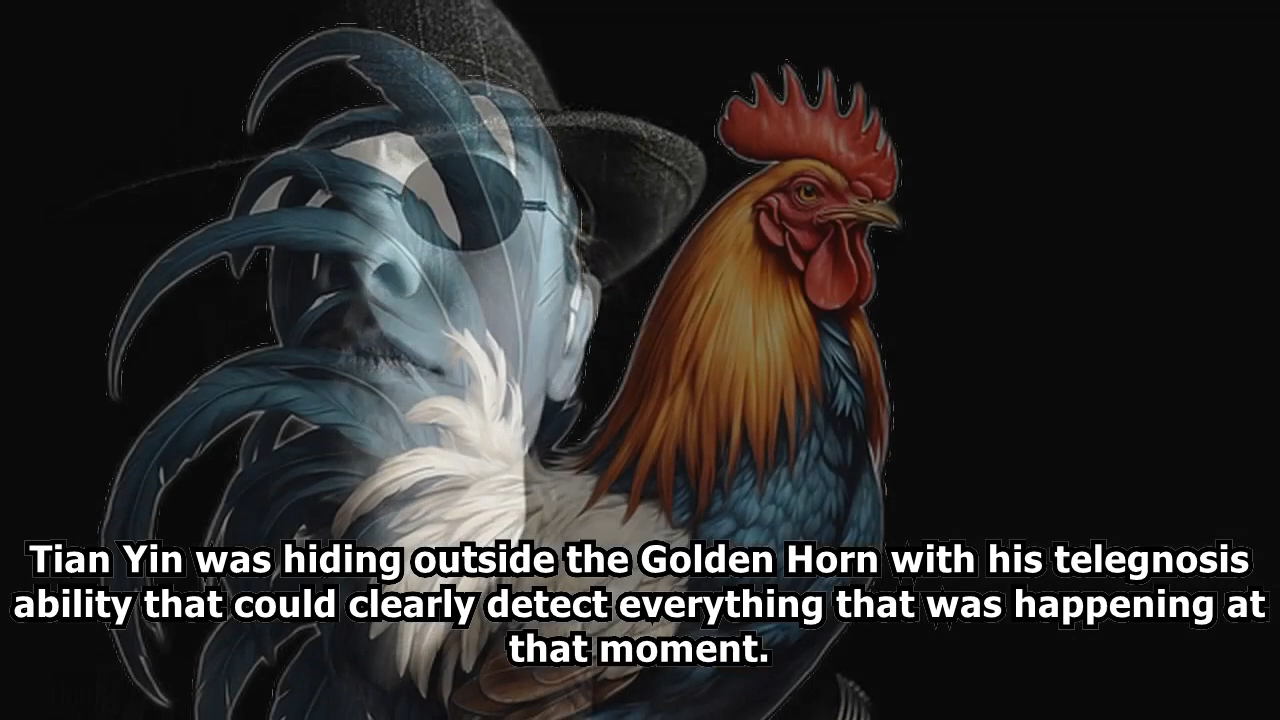 Tian Yin was hiding outside the Golden Horn with his telegnosis
ability that could clearly detect everything that was happening at
that moment.